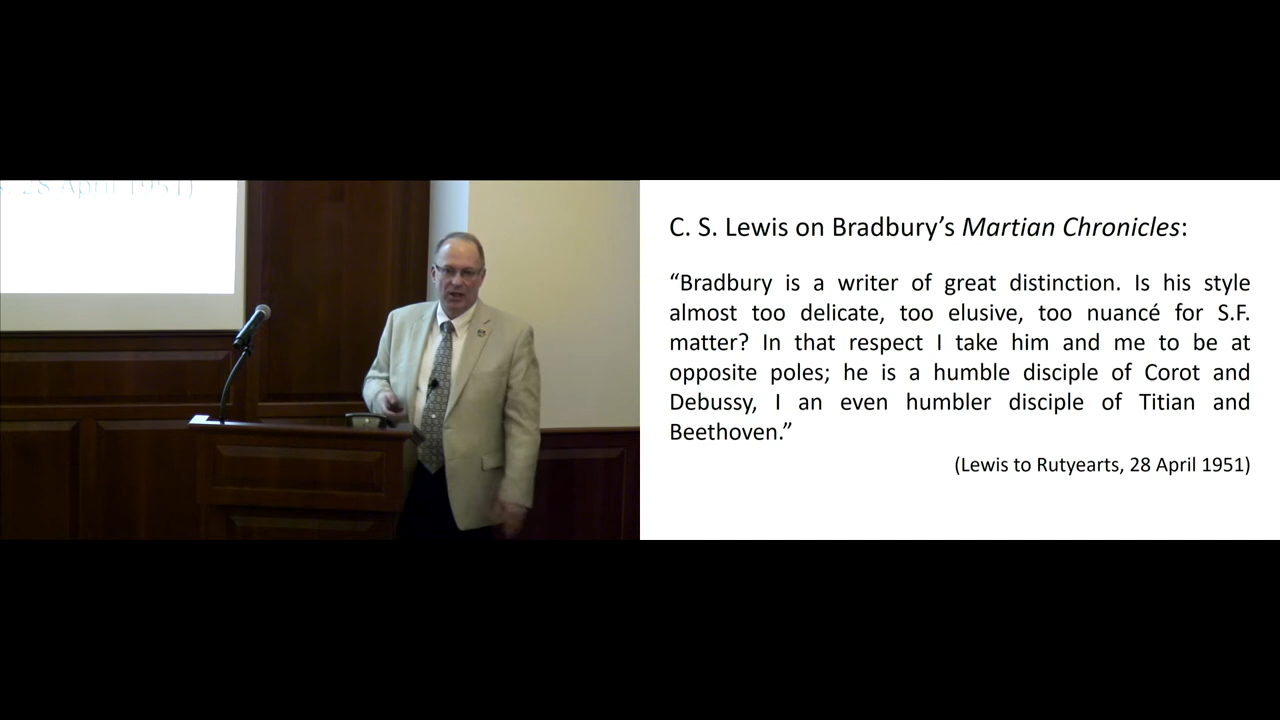 28 April 1951)
C. S. Lewis on Bradbury’s Martian Chronicles:
“Bradbury is a writer of great distinction. Is his style
almost too delicate, too elusive, too nuancé for S.F.
matter? In that respect I take him and me to be at
opposite poles; he is a humble disciple of Corot and
Debussy, I an even humbler disciple of Titian and
Beethoven.”
(Lewis to Rutyearts, 28 April 1951)